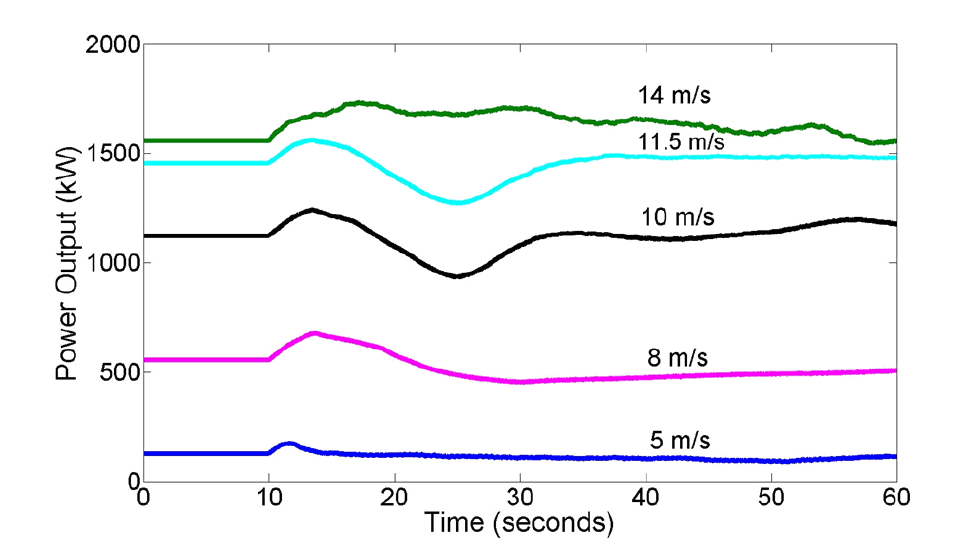 2000
14 m/s
11.5 m/s
1500
Power Output (kW)
10 m/s
1000
8 m/s
500
5 m/s
0
0 10 20 30 40 50 60
Time (seconds)